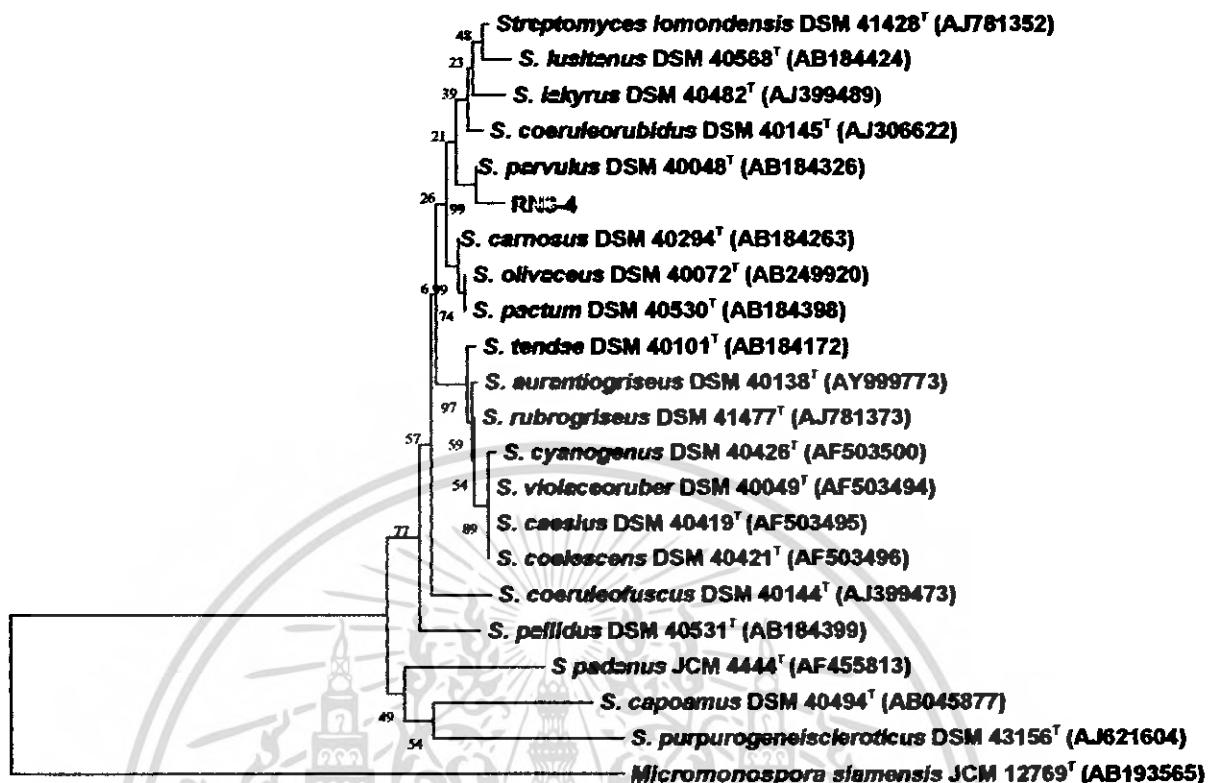 Streptomyces lomondensis DSM 41428ᵀ (AJ781352)
48
S. lusitanus DSM 40568ᵀ (AB184424)
23
S. lakyrus DSM 40482ᵀ (AJ399489)
39
S. coeruleorubidus DSM 40145ᵀ (AJ306622)
21
S. parvulus DSM 40048ᵀ (AB184326)
26
99
RNC-4
S. carnosus DSM 40294ᵀ (AB184263)
S. olivaceus DSM 40072ᵀ (AB249920)
6 99
74
S. pactum DSM 40530ᵀ (AB184398)
S. tendae DSM 40101ᵀ (AB184172)
S. aurantiogriseus DSM 40138ᵀ (AY999773)
97
S. rubrogriseus DSM 41477ᵀ (AJ781373)
57
59
S. cyanogenus DSM 40426ᵀ (AF503500)
54
S. violaceoruber DSM 40049ᵀ (AF503494)
77
89
S. caesius DSM 40419ᵀ (AF503495)
S. coelescens DSM 40421ᵀ (AF503496)
S. coeruleofuscus DSM 40144ᵀ (AJ399473)
S. pallidus DSM 40531ᵀ (AB184399)
S padanus JCM 4444ᵀ (AF455813)
S. capoamus DSM 40494ᵀ (AB045877)
49
54
S. purpurogeneiscleroticus DSM 43156ᵀ (AJ621604)
Micromonospora siamensis JCM 12769ᵀ (AB193565)